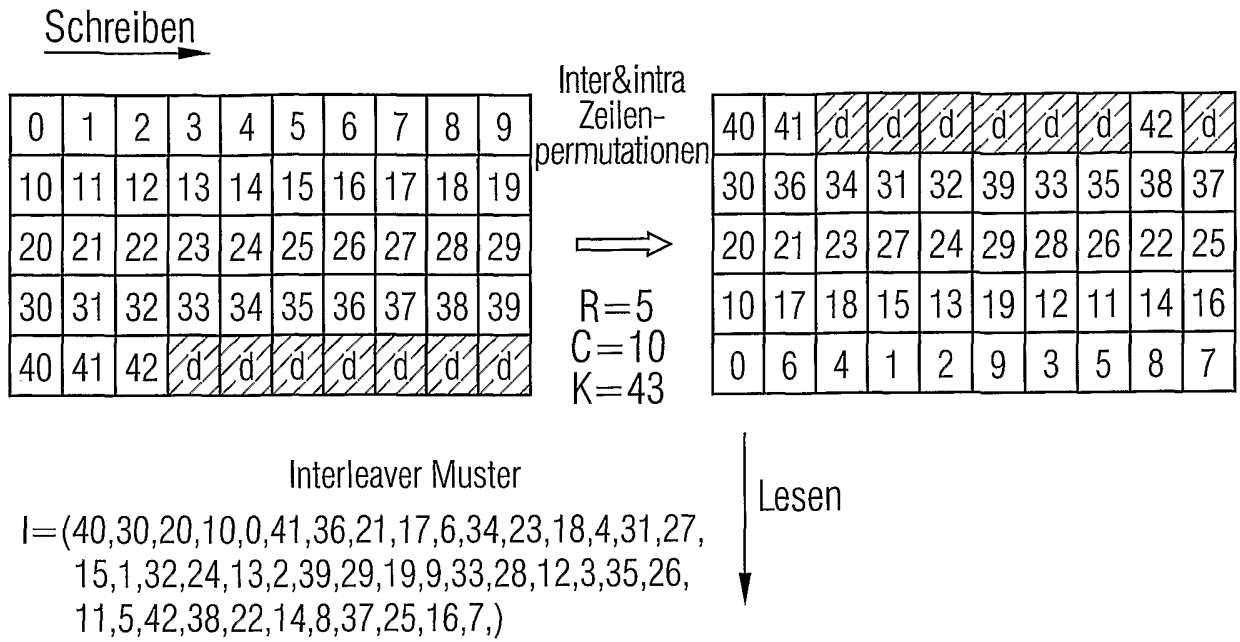 Schreiben
0 1 2 3 4 5 6 7 8 9
10 11 12 13 14 15 16 17 18 19
20 21 22 23 24 25 26 27 28 29
30 31 32 33 34 35 36 37 38 39
40 41 42 d d d d d d d
Inter&intra
Zeilen-
permutationen
R=5
C=10
K=43
40 41 d d d d d d 42 d
30 36 34 31 32 39 33 35 38 37
20 21 23 27 24 29 28 26 22 25
10 17 18 15 13 19 12 11 14 16
0 6 4 1 2 9 3 5 8 7
Interleaver Muster
I=(40,30,20,10,0,41,36,21,17,6,34,23,18,4,31,27,
15,1,32,24,13,2,39,29,19,9,33,28,12,3,35,26,
11,5,42,38,22,14,8,37,25,16,7,)
Lesen